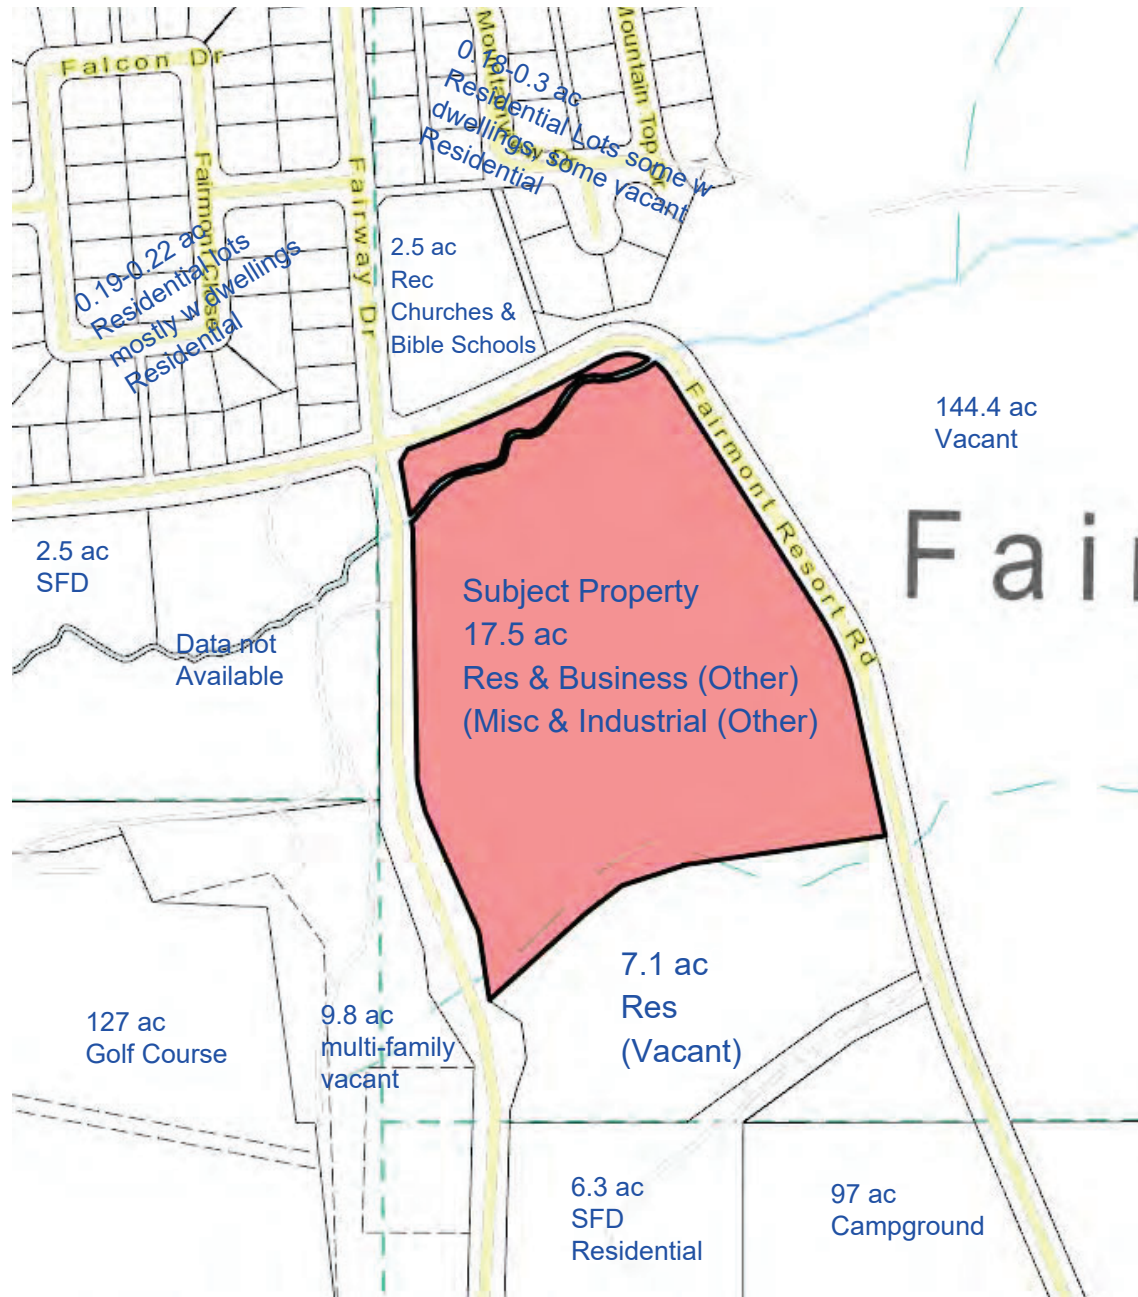 Falcon Dr
Fairmont Close
Fairway Dr
Mountain Top Dr
0.18-0.3 ac
Residential Lots some w
dwellings, some vacant
Residential
0.19-0.22 ac
Residential lots
mostly w dwellings
Residential
2.5 ac
Rec
Churches &
Bible Schools
Fairmont Resort Rd
144.4 ac
Vacant
Fair
2.5 ac
SFD
Data not
Available
Subject Property
17.5 ac
Res & Business (Other)
(Misc & Industrial (Other)
7.1 ac
Res
(Vacant)
127 ac
Golf Course
9.8 ac
multi-family
vacant
6.3 ac
SFD
Residential
97 ac
Campground